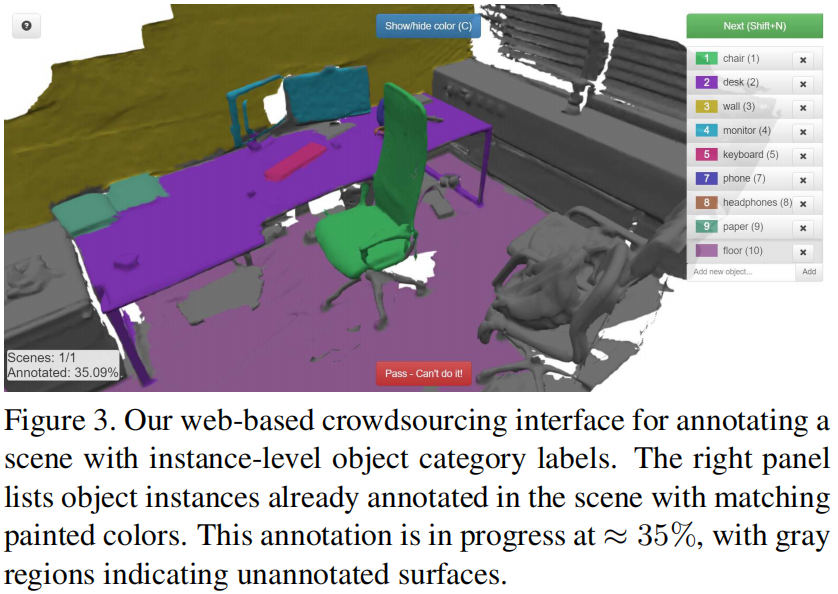 ?
Show/hide color (C)
Next (Shift+N)
1 chair (1) ×
2 desk (2) ×
3 wall (3) ×
4 monitor (4) ×
5 keyboard (5) ×
7 phone (7) ×
8 headphones (8) ×
9 paper (9) ×
floor (10) ×
Add new object... Add
Scenes: 1/1
Annotated: 35.09%
Pass - Can't do it!
Figure 3. Our web-based crowdsourcing interface for annotating a
scene with instance-level object category labels. The right panel
lists object instances already annotated in the scene with matching
painted colors. This annotation is in progress at ≈ 35%, with gray
regions indicating unannotated surfaces.